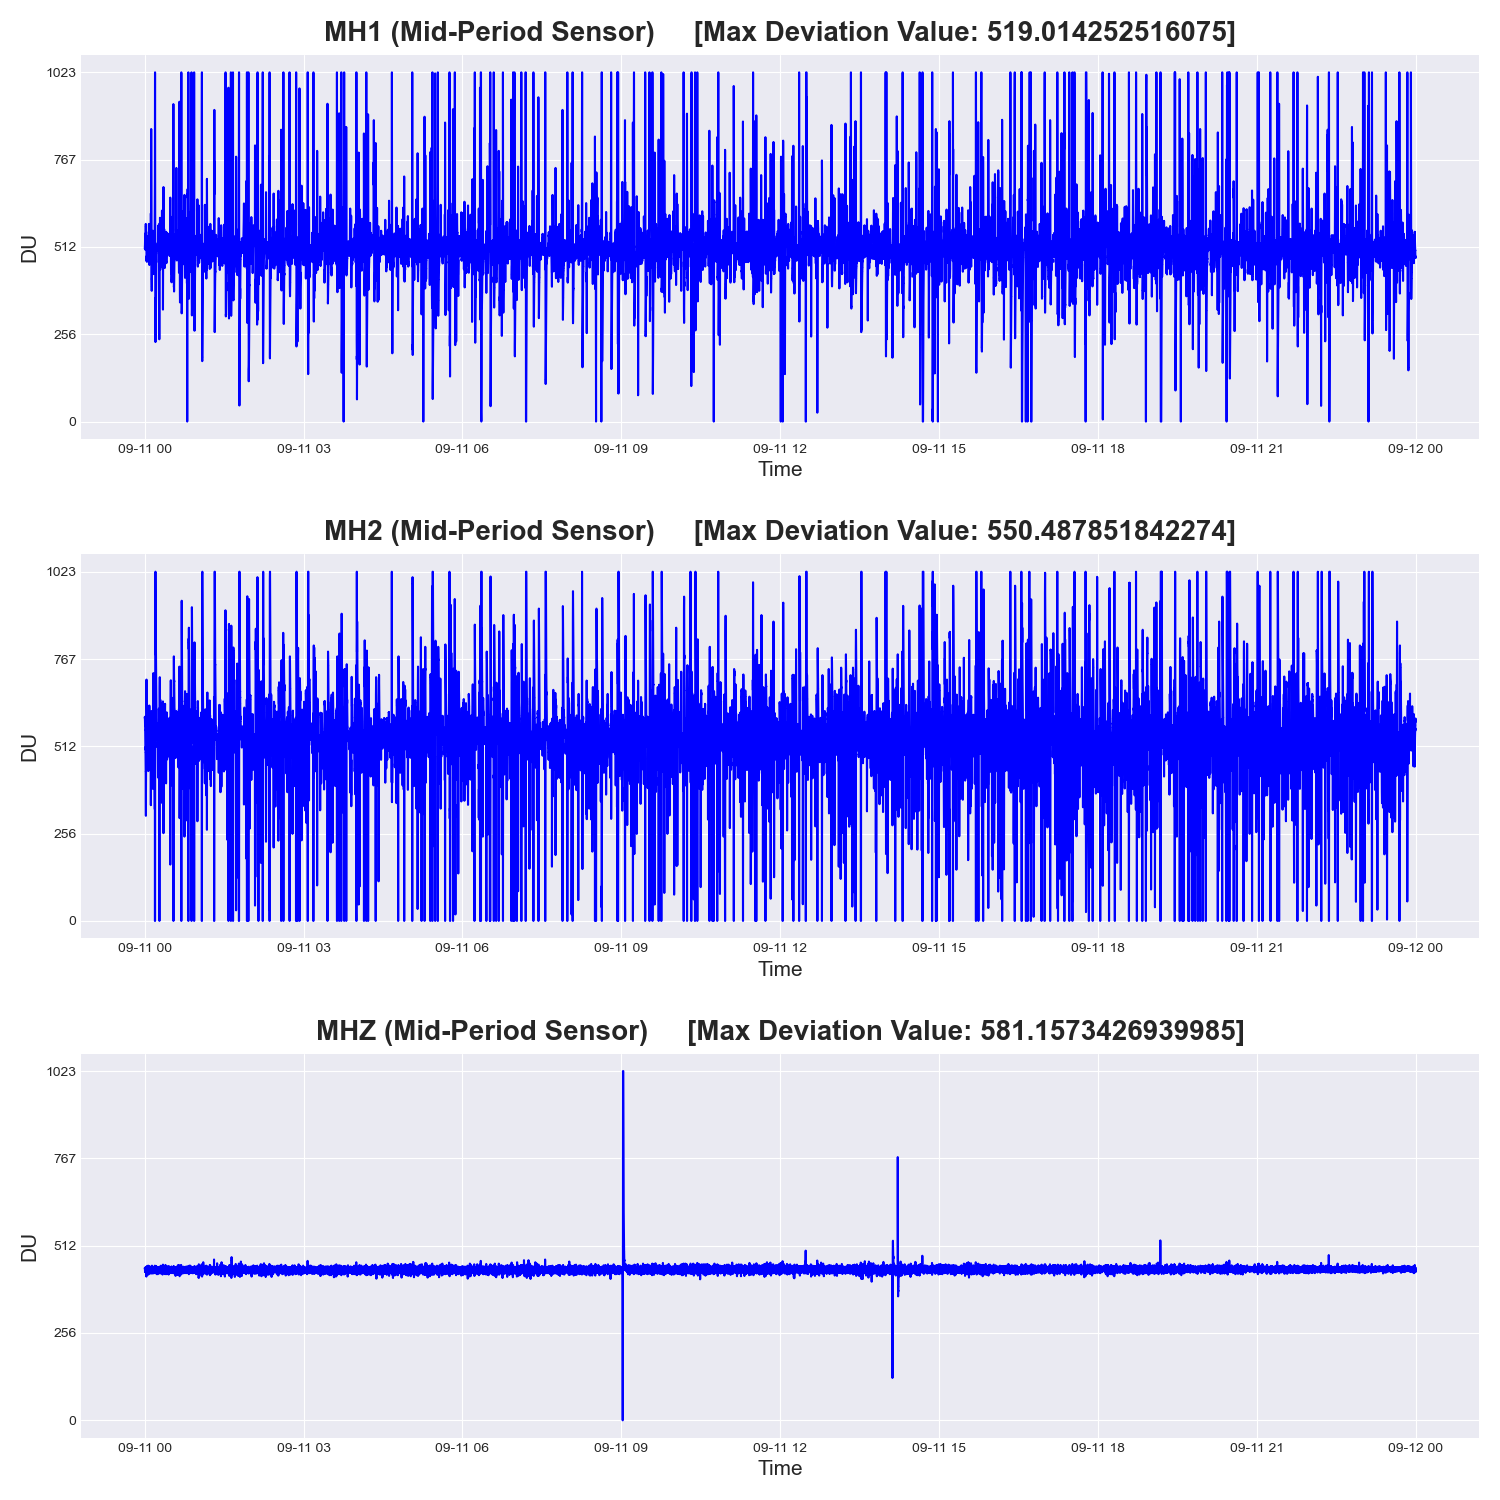 MH1 (Mid-Period Sensor) [Max Deviation Value: 519.014252516075]
1023
767
512
256
0
DU
09-11 00 09-11 03 09-11 06 09-11 09 09-11 12 09-11 15 09-11 18 09-11 21 09-12 00
Time
MH2 (Mid-Period Sensor) [Max Deviation Value: 550.487851842274]
1023
767
512
256
0
DU
09-11 00 09-11 03 09-11 06 09-11 09 09-11 12 09-11 15 09-11 18 09-11 21 09-12 00
Time
MHZ (Mid-Period Sensor) [Max Deviation Value: 581.1573426939985]
1023
767
512
256
0
DU
09-11 00 09-11 03 09-11 06 09-11 09 09-11 12 09-11 15 09-11 18 09-11 21 09-12 00
Time